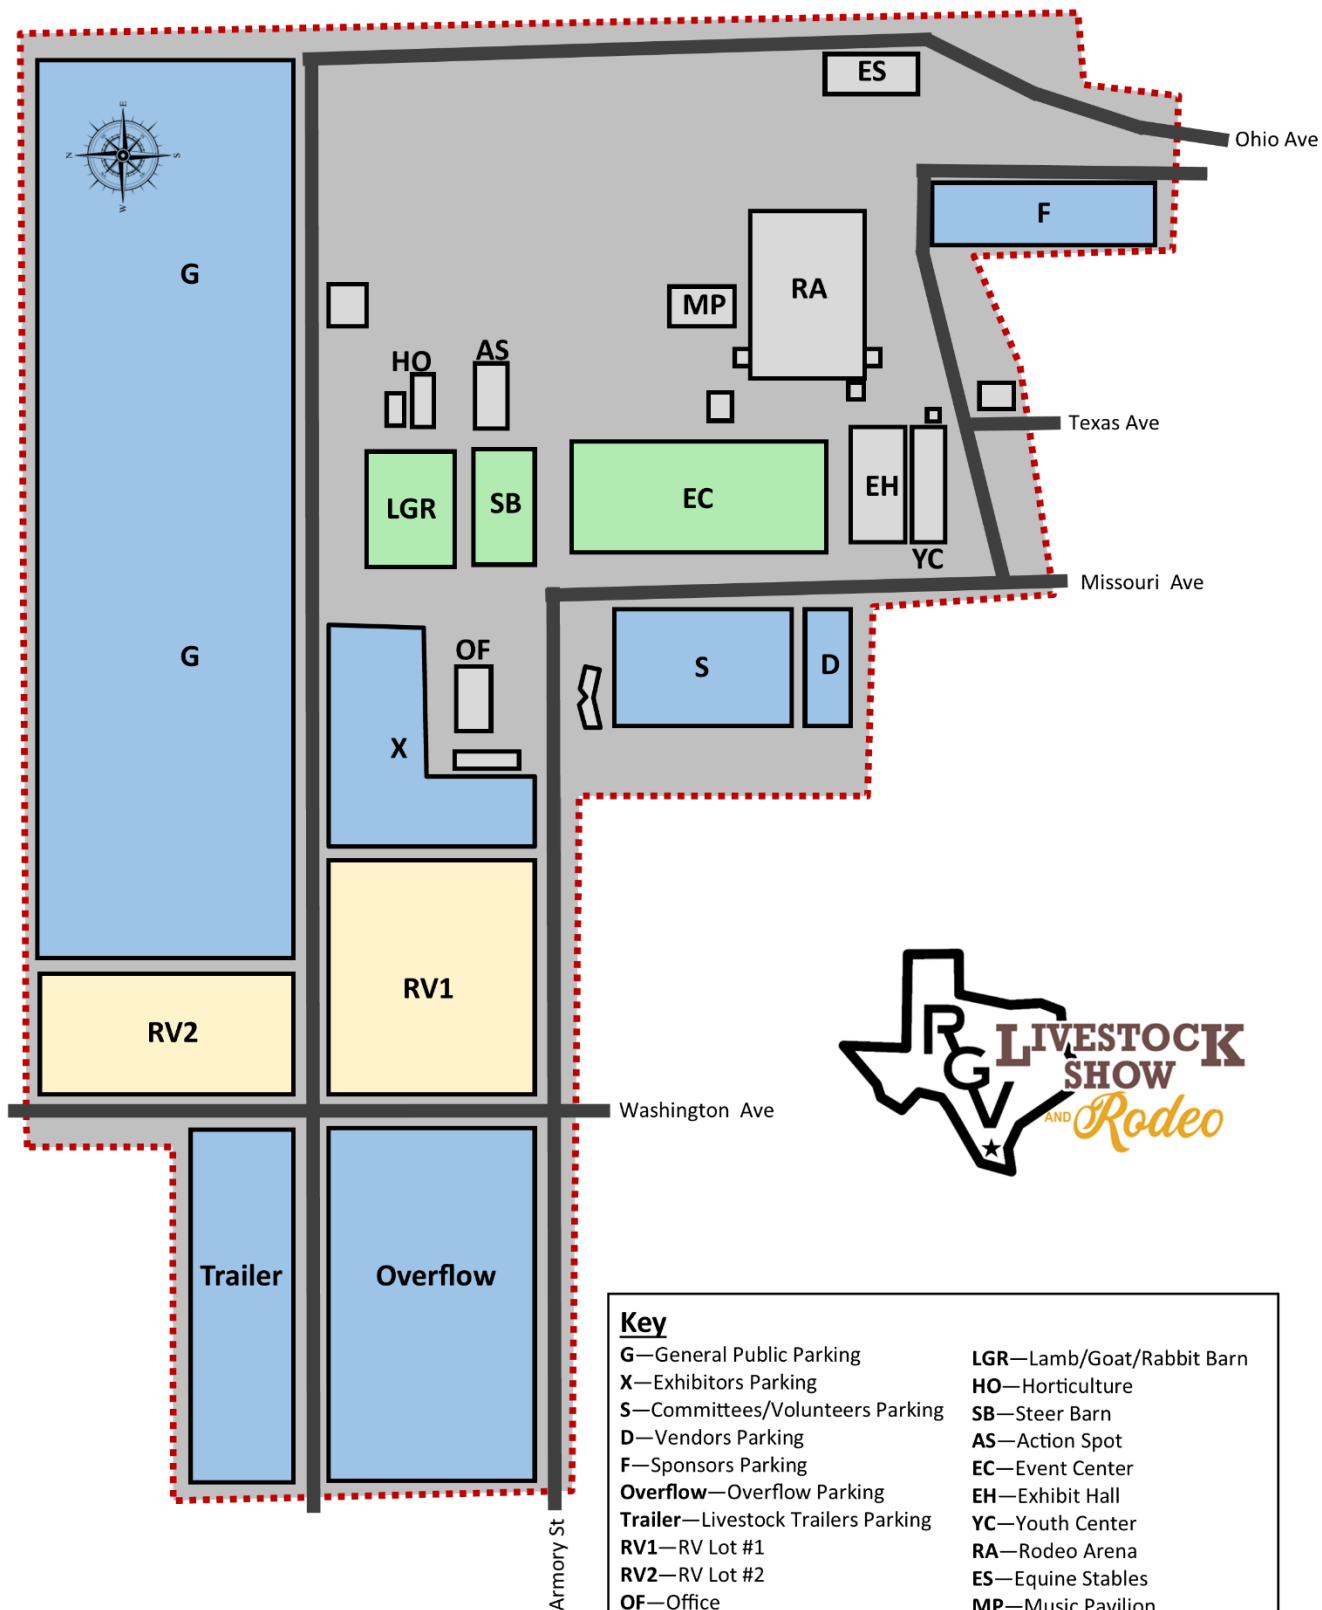 ES
Ohio Ave
E
N
S
W
F
G
RA
MP
AS
HO
Texas Ave
LGR
SB
EC
EH
YC
Missouri Ave
G
OF
S
D
X
RV1
RV2
RGV
LIVESTOCK
SHOW
AND Rodeo
Washington Ave
Trailer
Overflow
Armory St
Key
G—General Public Parking
X—Exhibitors Parking
S—Committees/Volunteers Parking
D—Vendors Parking
F—Sponsors Parking
Overflow—Overflow Parking
Trailer—Livestock Trailers Parking
RV1—RV Lot #1
RV2—RV Lot #2
OF—Office
LGR—Lamb/Goat/Rabbit Barn
HO—Horticulture
SB—Steer Barn
AS—Action Spot
EC—Event Center
EH—Exhibit Hall
YC—Youth Center
RA—Rodeo Arena
ES—Equine Stables
MP—Music Pavilion